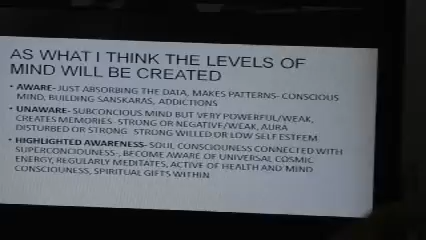 AS WHAT I THINK THE LEVELS OF
MIND WILL BE CREATED
• AWARE- JUST ABSORBING THE DATA, MAKES PATTERNS- CONSCIOUS
MIND, BUILDING SANSKARAS, ADDICTIONS
• UNAWARE- SUBCONCIOUS MIND BUT VERY POWERFUL/WEAK,
CREATES MEMORIES- STRONG OR NEGATIVE/WEAK, AURA
DISTURBED OR STRONG. STRONG WILLED OR LOW SELF ESTEEM
• HIGHLIGHTED AWARENESS- SOUL, CONSCIOUSNESS CONNECTED WITH
SUPERCONCIOUSNESS-, BECOME AWARE OF UNIVERSAL COSMIC
ENERGY, REGULARLY MEDITATES, ACTIVE OF HEALTH AND MIND
CONSCIOUSNESS, SPIRITUAL GIFTS WITHIN